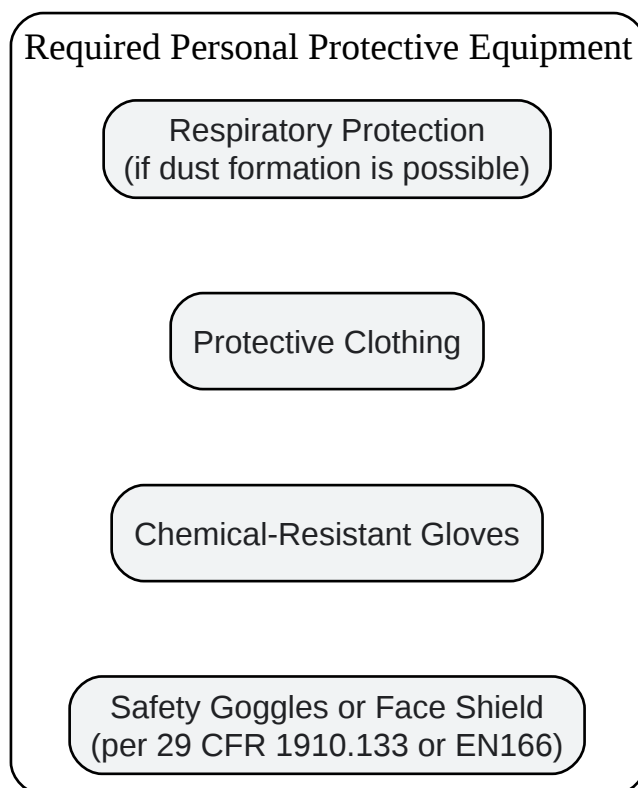 Required Personal Protective Equipment
Respiratory Protection
(if dust formation is possible)
Protective Clothing
Chemical-Resistant Gloves
Safety Goggles or Face Shield
(per 29 CFR 1910.133 or EN166)